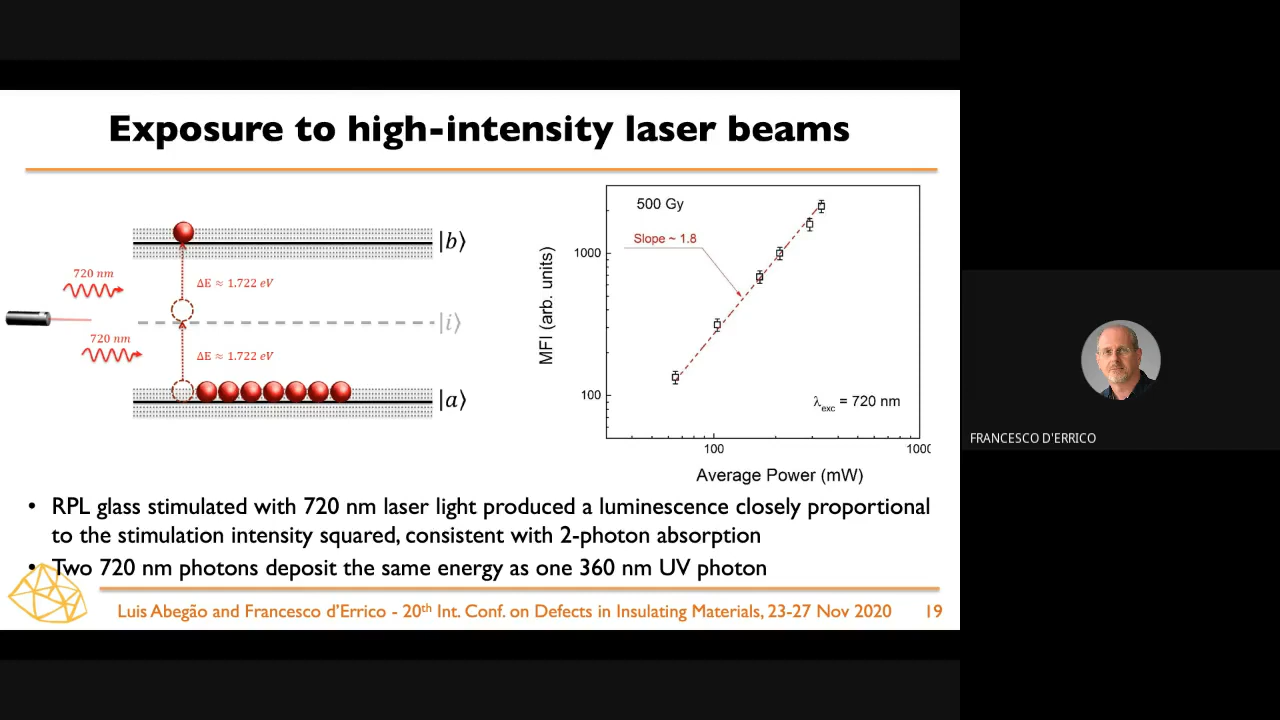 Exposure to high-intensity laser beams
|b⟩
720 nm
ΔE ≈ 1.722 eV
|i⟩
720 nm
ΔE ≈ 1.722 eV
|a⟩
500 Gy
Slope ~ 1.8
1000
100
MFI (arb. units)
λexc = 720 nm
100
1000
Average Power (mW)
• RPL glass stimulated with 720 nm laser light produced a luminescence closely proportional
to the stimulation intensity squared, consistent with 2-photon absorption
• Two 720 nm photons deposit the same energy as one 360 nm UV photon
Luis Abegão and Francesco d'Errico - 20th Int. Conf. on Defects in Insulating Materials, 23-27 Nov 2020 19
FRANCESCO D'ERRICO